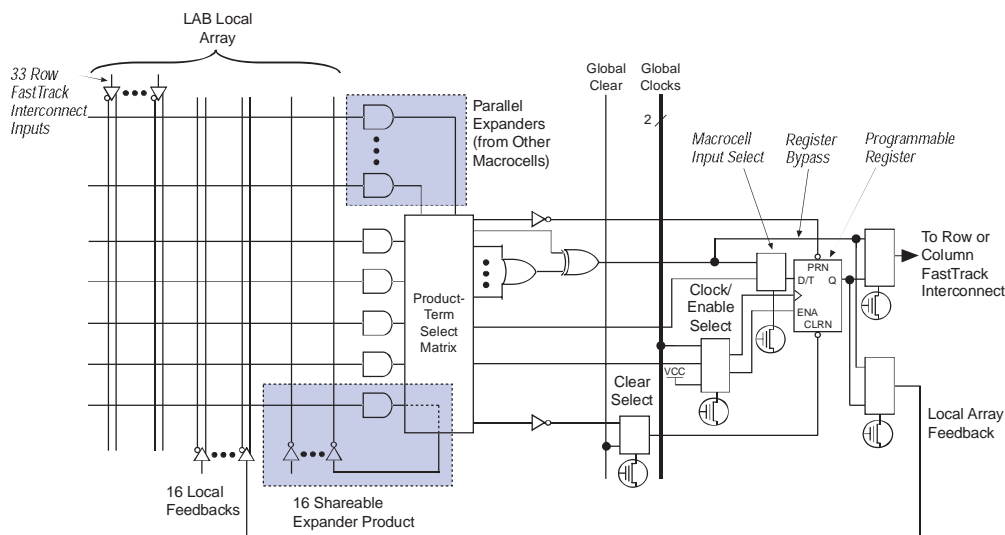 LAB Local
Array
33 Row
FastTrack
Interconnect
Inputs
Parallel
Expanders
(from Other
Macrocells)
Global
Clear
Global
Clocks
2
Macrocell
Input Select
Register
Bypass
Programmable
Register
To Row or
Column
FastTrack
Interconnect
PRN
D/T Q
ENA
CLRN
Product-
Term
Select
Matrix
Clock/
Enable
Select
VCC
Clear
Select
Local Array
Feedback
16 Local
Feedbacks
16 Shareable
Expander Product